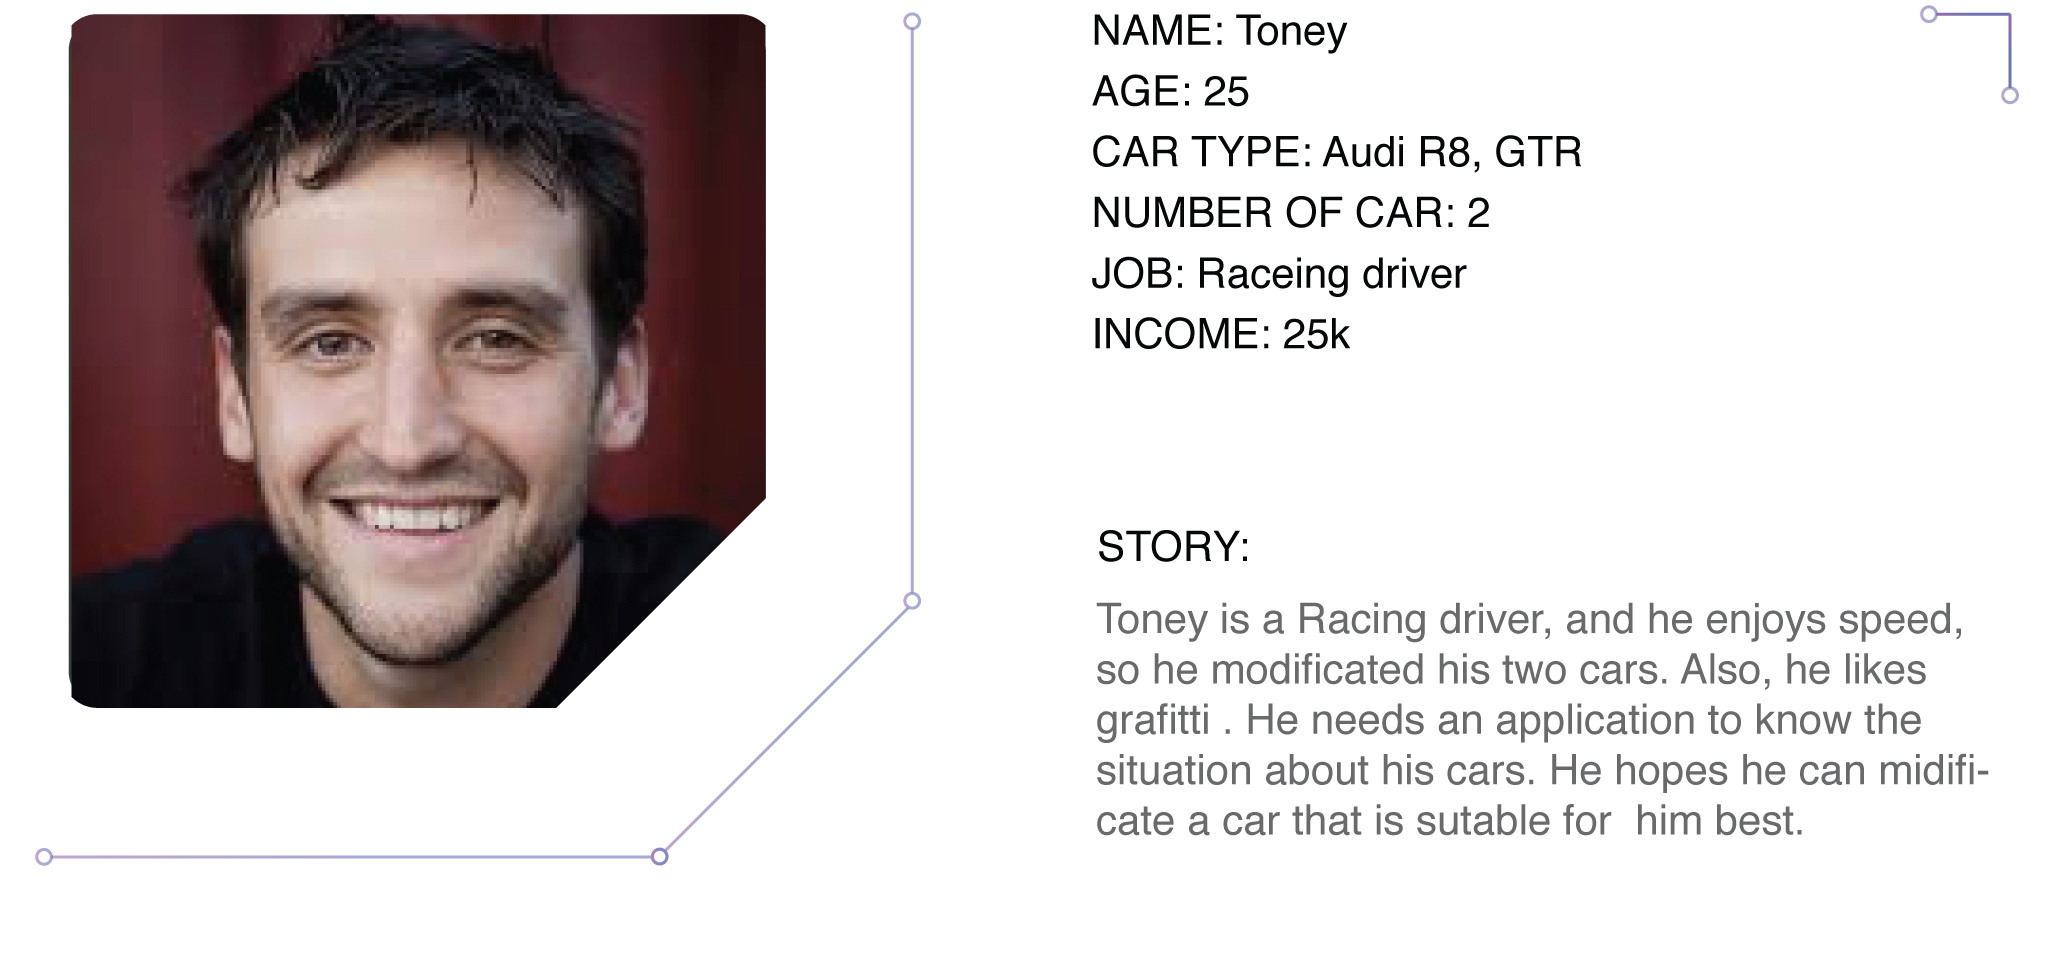 NAME: Toney
AGE: 25
CAR TYPE: Audi R8, GTR
NUMBER OF CAR: 2
JOB: Raceing driver
INCOME: 25k
STORY:
Toney is a Racing driver, and he enjoys speed,
so he modificated his two cars. Also, he likes
grafitti . He needs an application to know the
situation about his cars. He hopes he can midifi-
cate a car that is sutable for  him best.